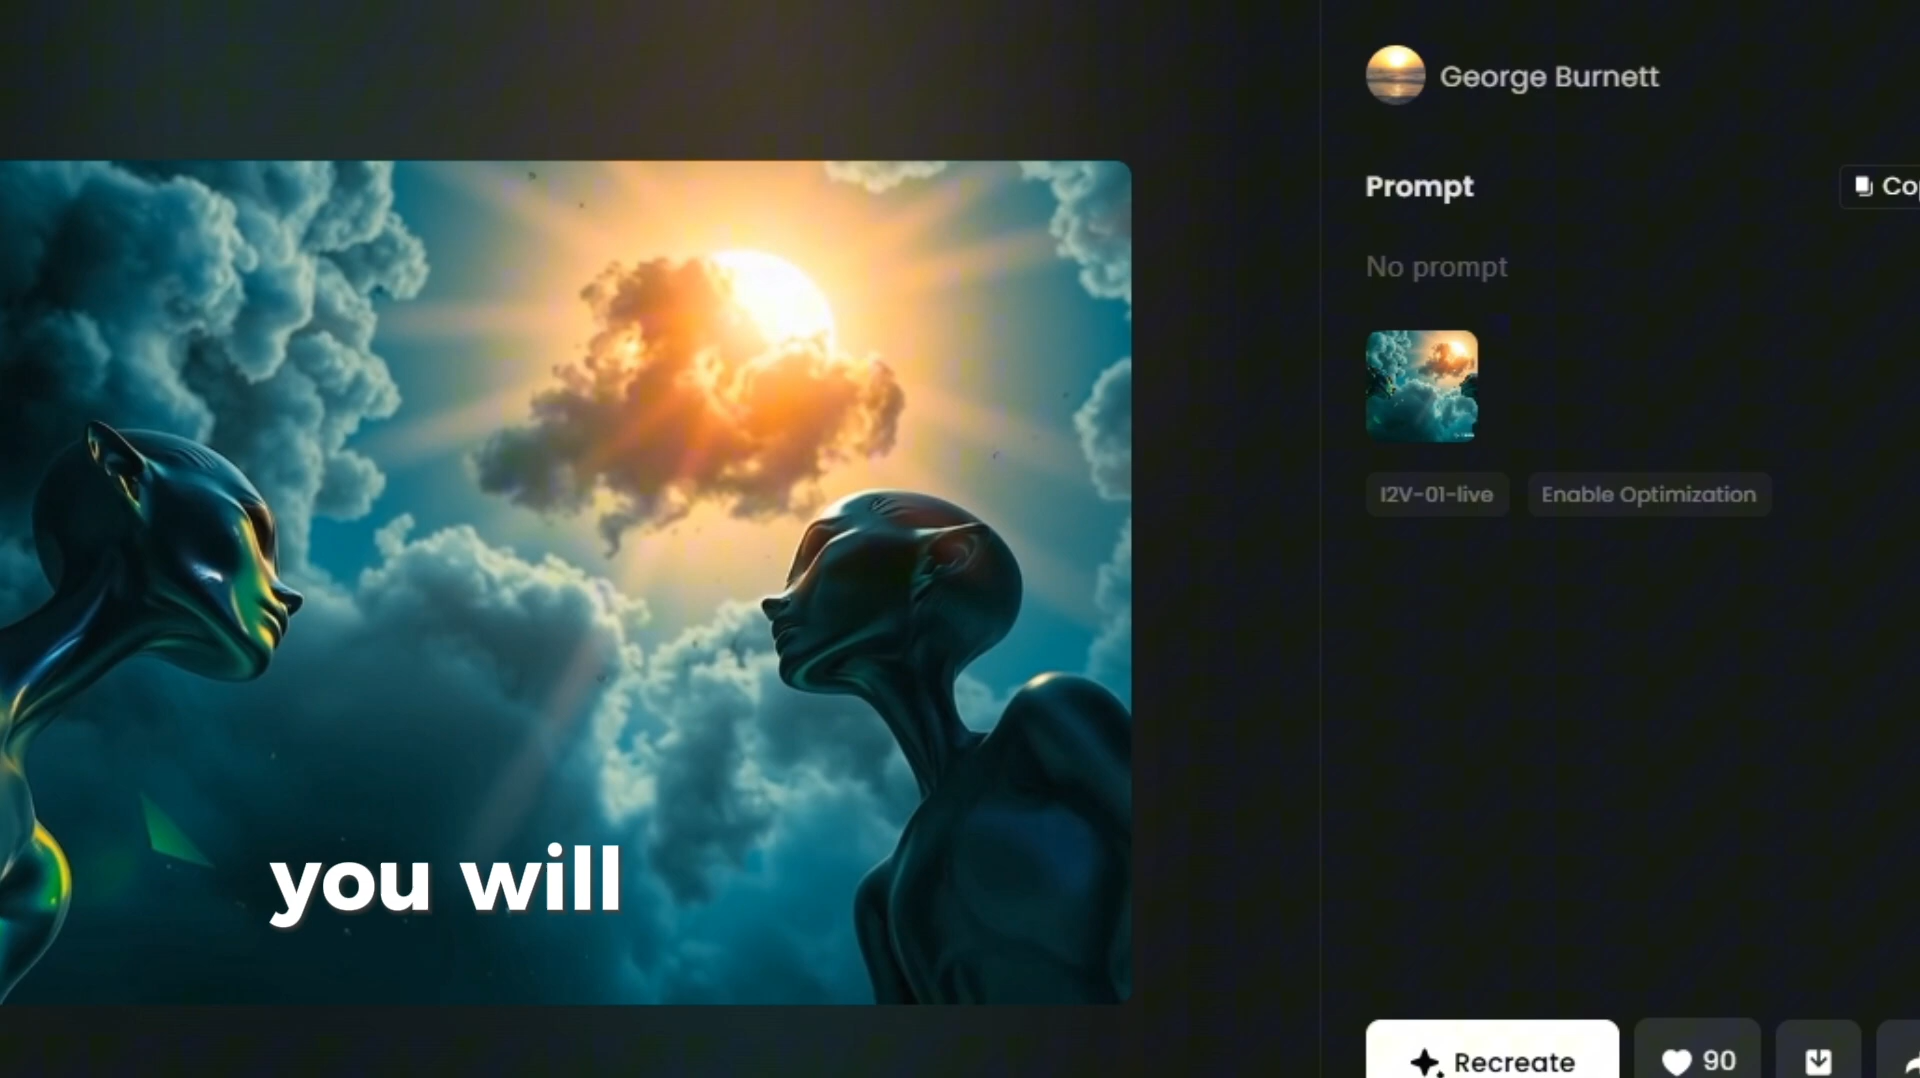 George Burnett
Prompt
No prompt
I2V-01-live
Enable Optimization
you will
Recreate
90